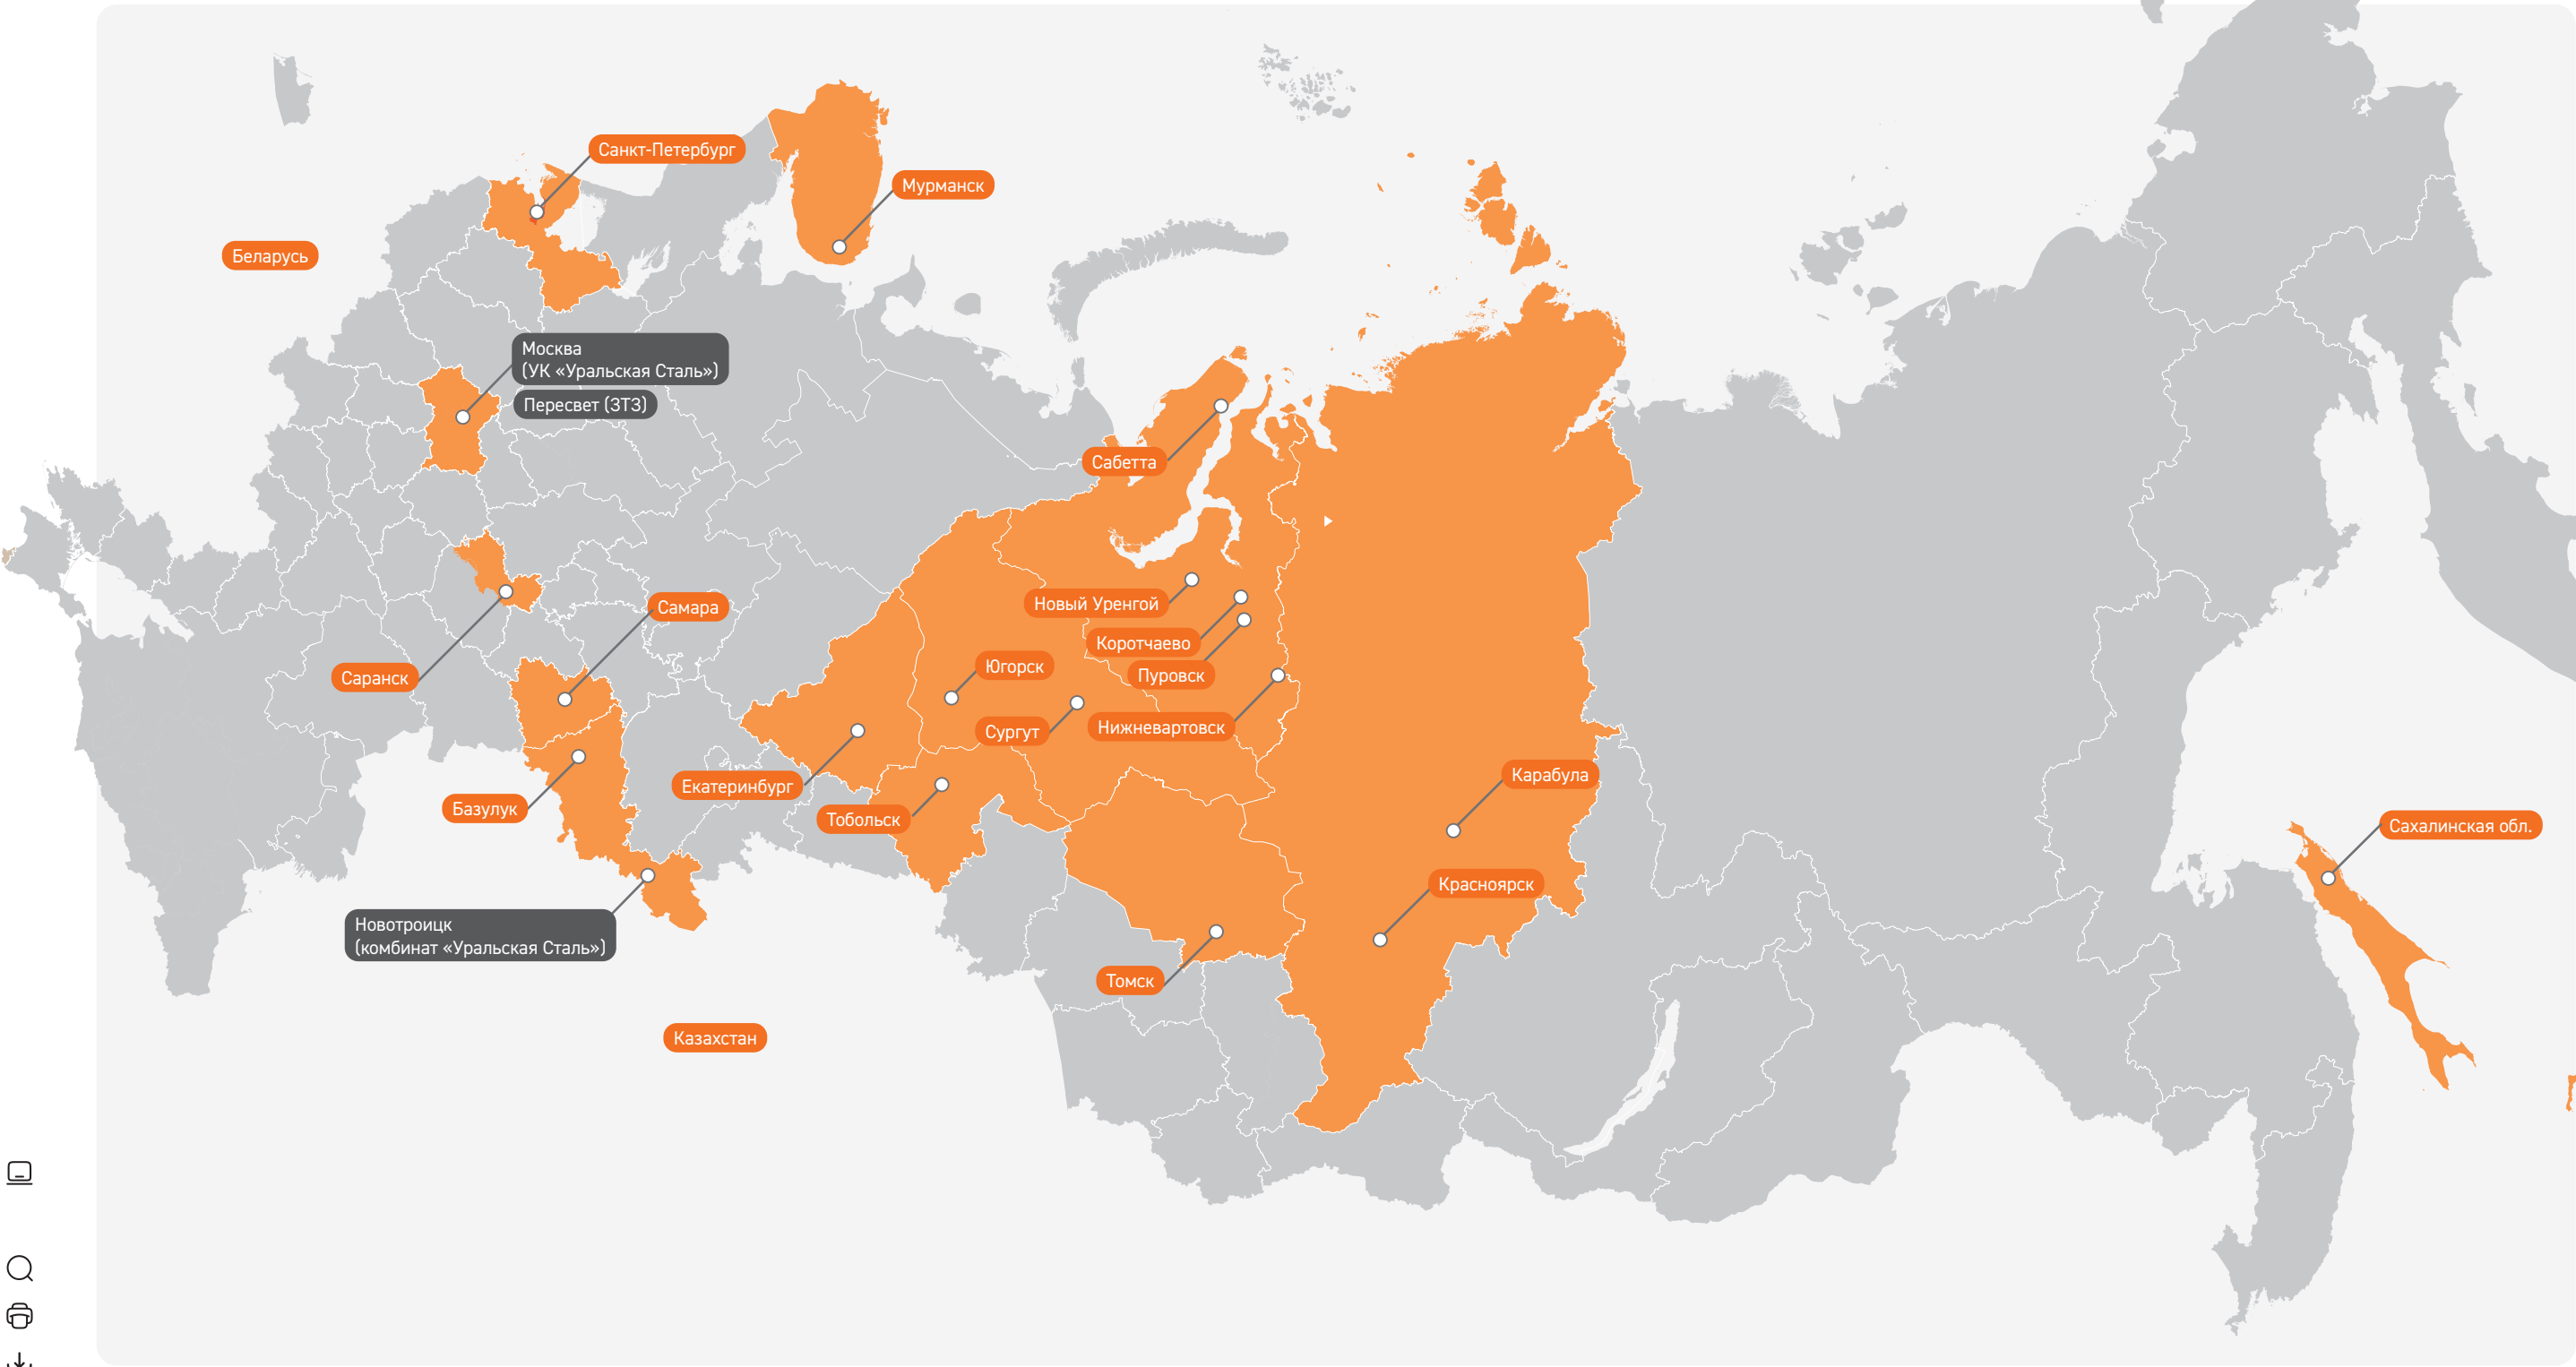 Санкт-Петербург
Мурманск
Беларусь
Москва
(УК «Уральская Сталь»)
Пересвет (ЗТЗ)
Сабетта
Новый Уренгой
Самара
Коротчаево
Югорск
Пуровск
Саранск
Сургут
Нижневартовск
Карабула
Екатеринбург
Базулук
Тобольск
Сахалинская обл.
Красноярск
Новотроицк
(комбинат «Уральская Сталь»)
Томск
Казахстан